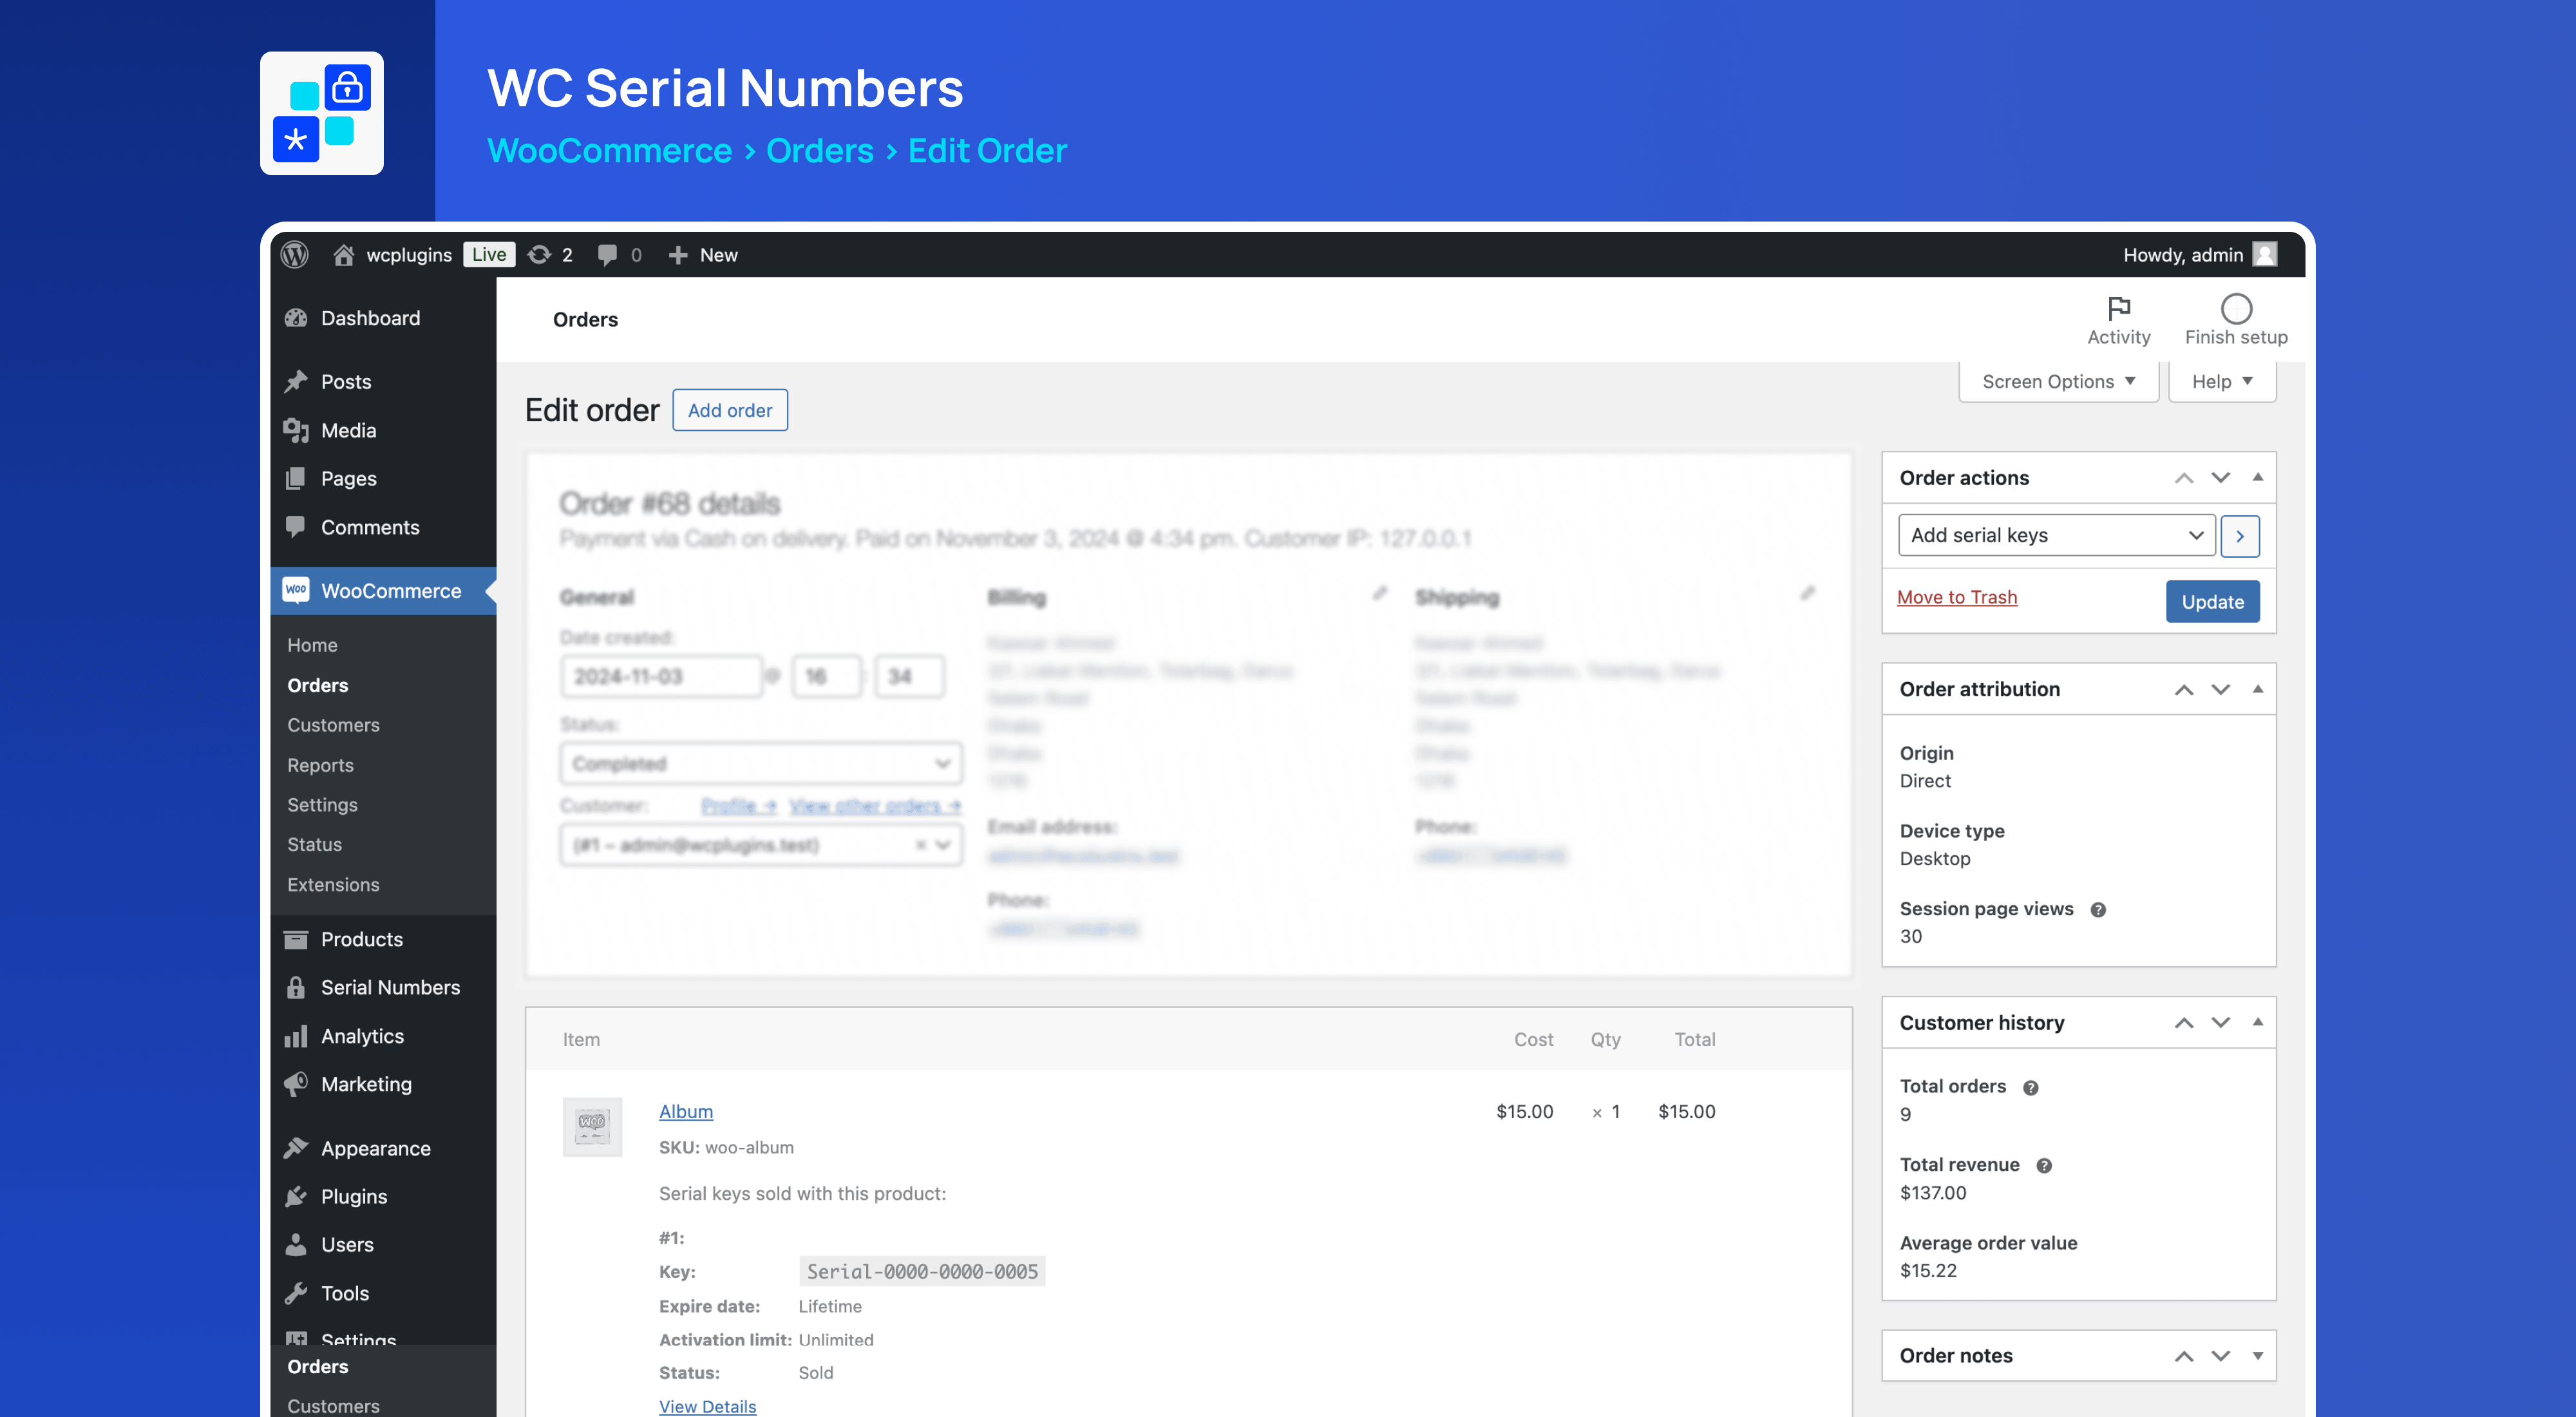 WC Serial Numbers
WooCommerce > Orders > Edit Order
wcplugins Live 2 0 New
Howdy, admin
Dashboard
Posts
Media
Pages
Comments
WooCommerce
Home
Orders
Customers
Reports
Settings
Status
Extensions
Products
Serial Numbers
Analytics
Marketing
Appearance
Plugins
Users
Tools
Settings
Orders
Customers
Orders
Activity
Finish setup
Screen Options
Help
Edit order
Add order
Order #68 details
Payment via Cash on delivery. Paid on November 3, 2024 @ 4:34 pm. Customer IP: 127.0.0.1
General
Date created:
2024-11-03 @ 16 : 34
Status:
Completed
Customer: Profile → View other orders →
(#1 – admin@wcplugins.test) ×
Billing
Salam Road
Dhaka
Dhaka
Email address:
Phone:
Shipping
Salam Road
Dhaka
Dhaka
Phone:
Item Cost Qty Total
Album $15.00 × 1 $15.00
SKU: woo-album
Serial keys sold with this product:
#1:
Key: Serial-0000-0000-0005
Expire date: Lifetime
Activation limit: Unlimited
Status: Sold
View Details
Order actions
Add serial keys
Move to Trash
Update
Order attribution
Origin
Direct
Device type
Desktop
Session page views
30
Customer history
Total orders
9
Total revenue
$137.00
Average order value
$15.22
Order notes